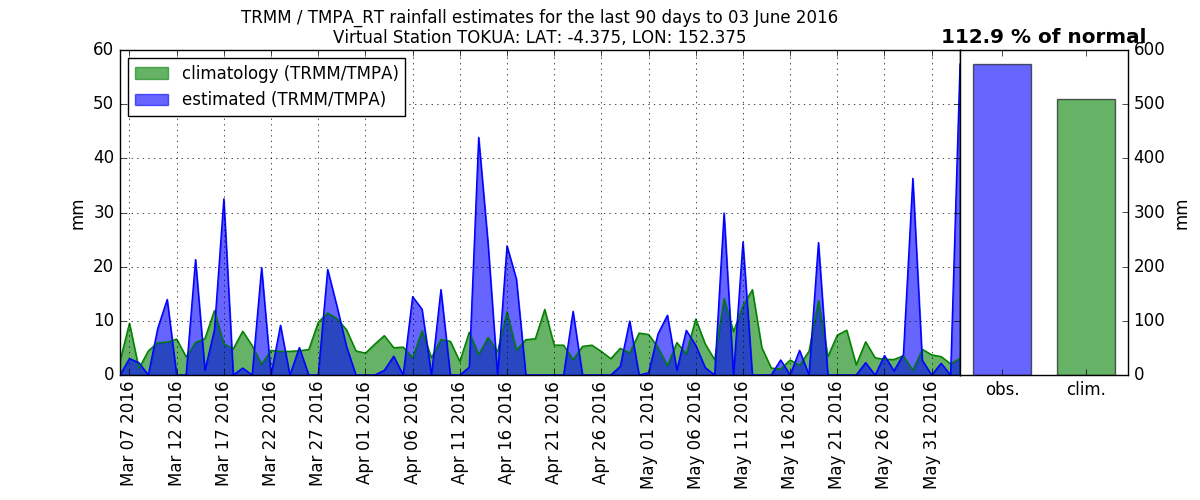 TRMM / TMPA_RT rainfall estimates for the last 90 days to 03 June 2016
Virtual Station TOKUA: LAT: -4.375, LON: 152.375
112.9 % of normal
climatology (TRMM/TMPA)
estimated (TRMM/TMPA)
mm
60
50
40
30
20
10
0
Mar 07 2016
Mar 12 2016
Mar 17 2016
Mar 22 2016
Mar 27 2016
Apr 01 2016
Apr 06 2016
Apr 11 2016
Apr 16 2016
Apr 21 2016
Apr 26 2016
May 01 2016
May 06 2016
May 11 2016
May 16 2016
May 21 2016
May 26 2016
May 31 2016
obs.
clim.
600
500
400
300
200
100
0
mm